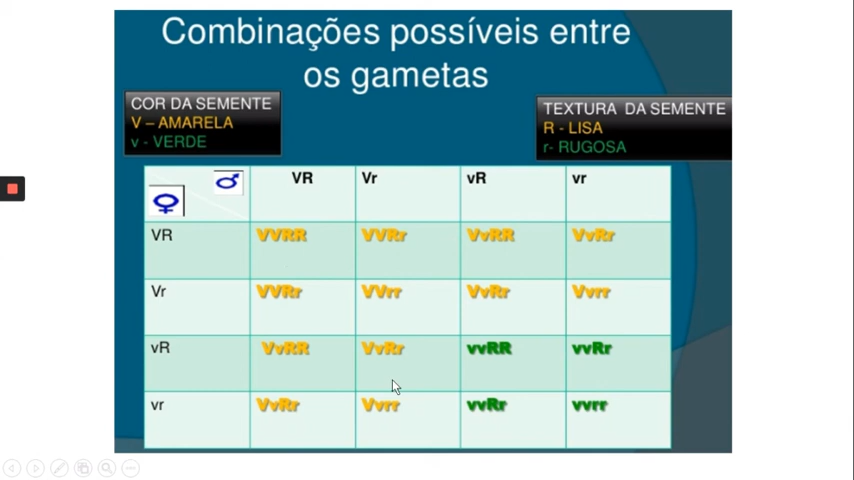 Combinações possíveis entre
os gametas
COR DA SEMENTE
V – AMARELA
v - VERDE
TEXTURA DA SEMENTE
R - LISA
r- RUGOSA
VR Vr vR vr
VR VVRR VVRr VvRR VvRr
Vr VVRr VVrr VvRr Vvrr
vR VvRR VvRr vvRR vvRr
vr VvRr Vvrr vvRr vvrr